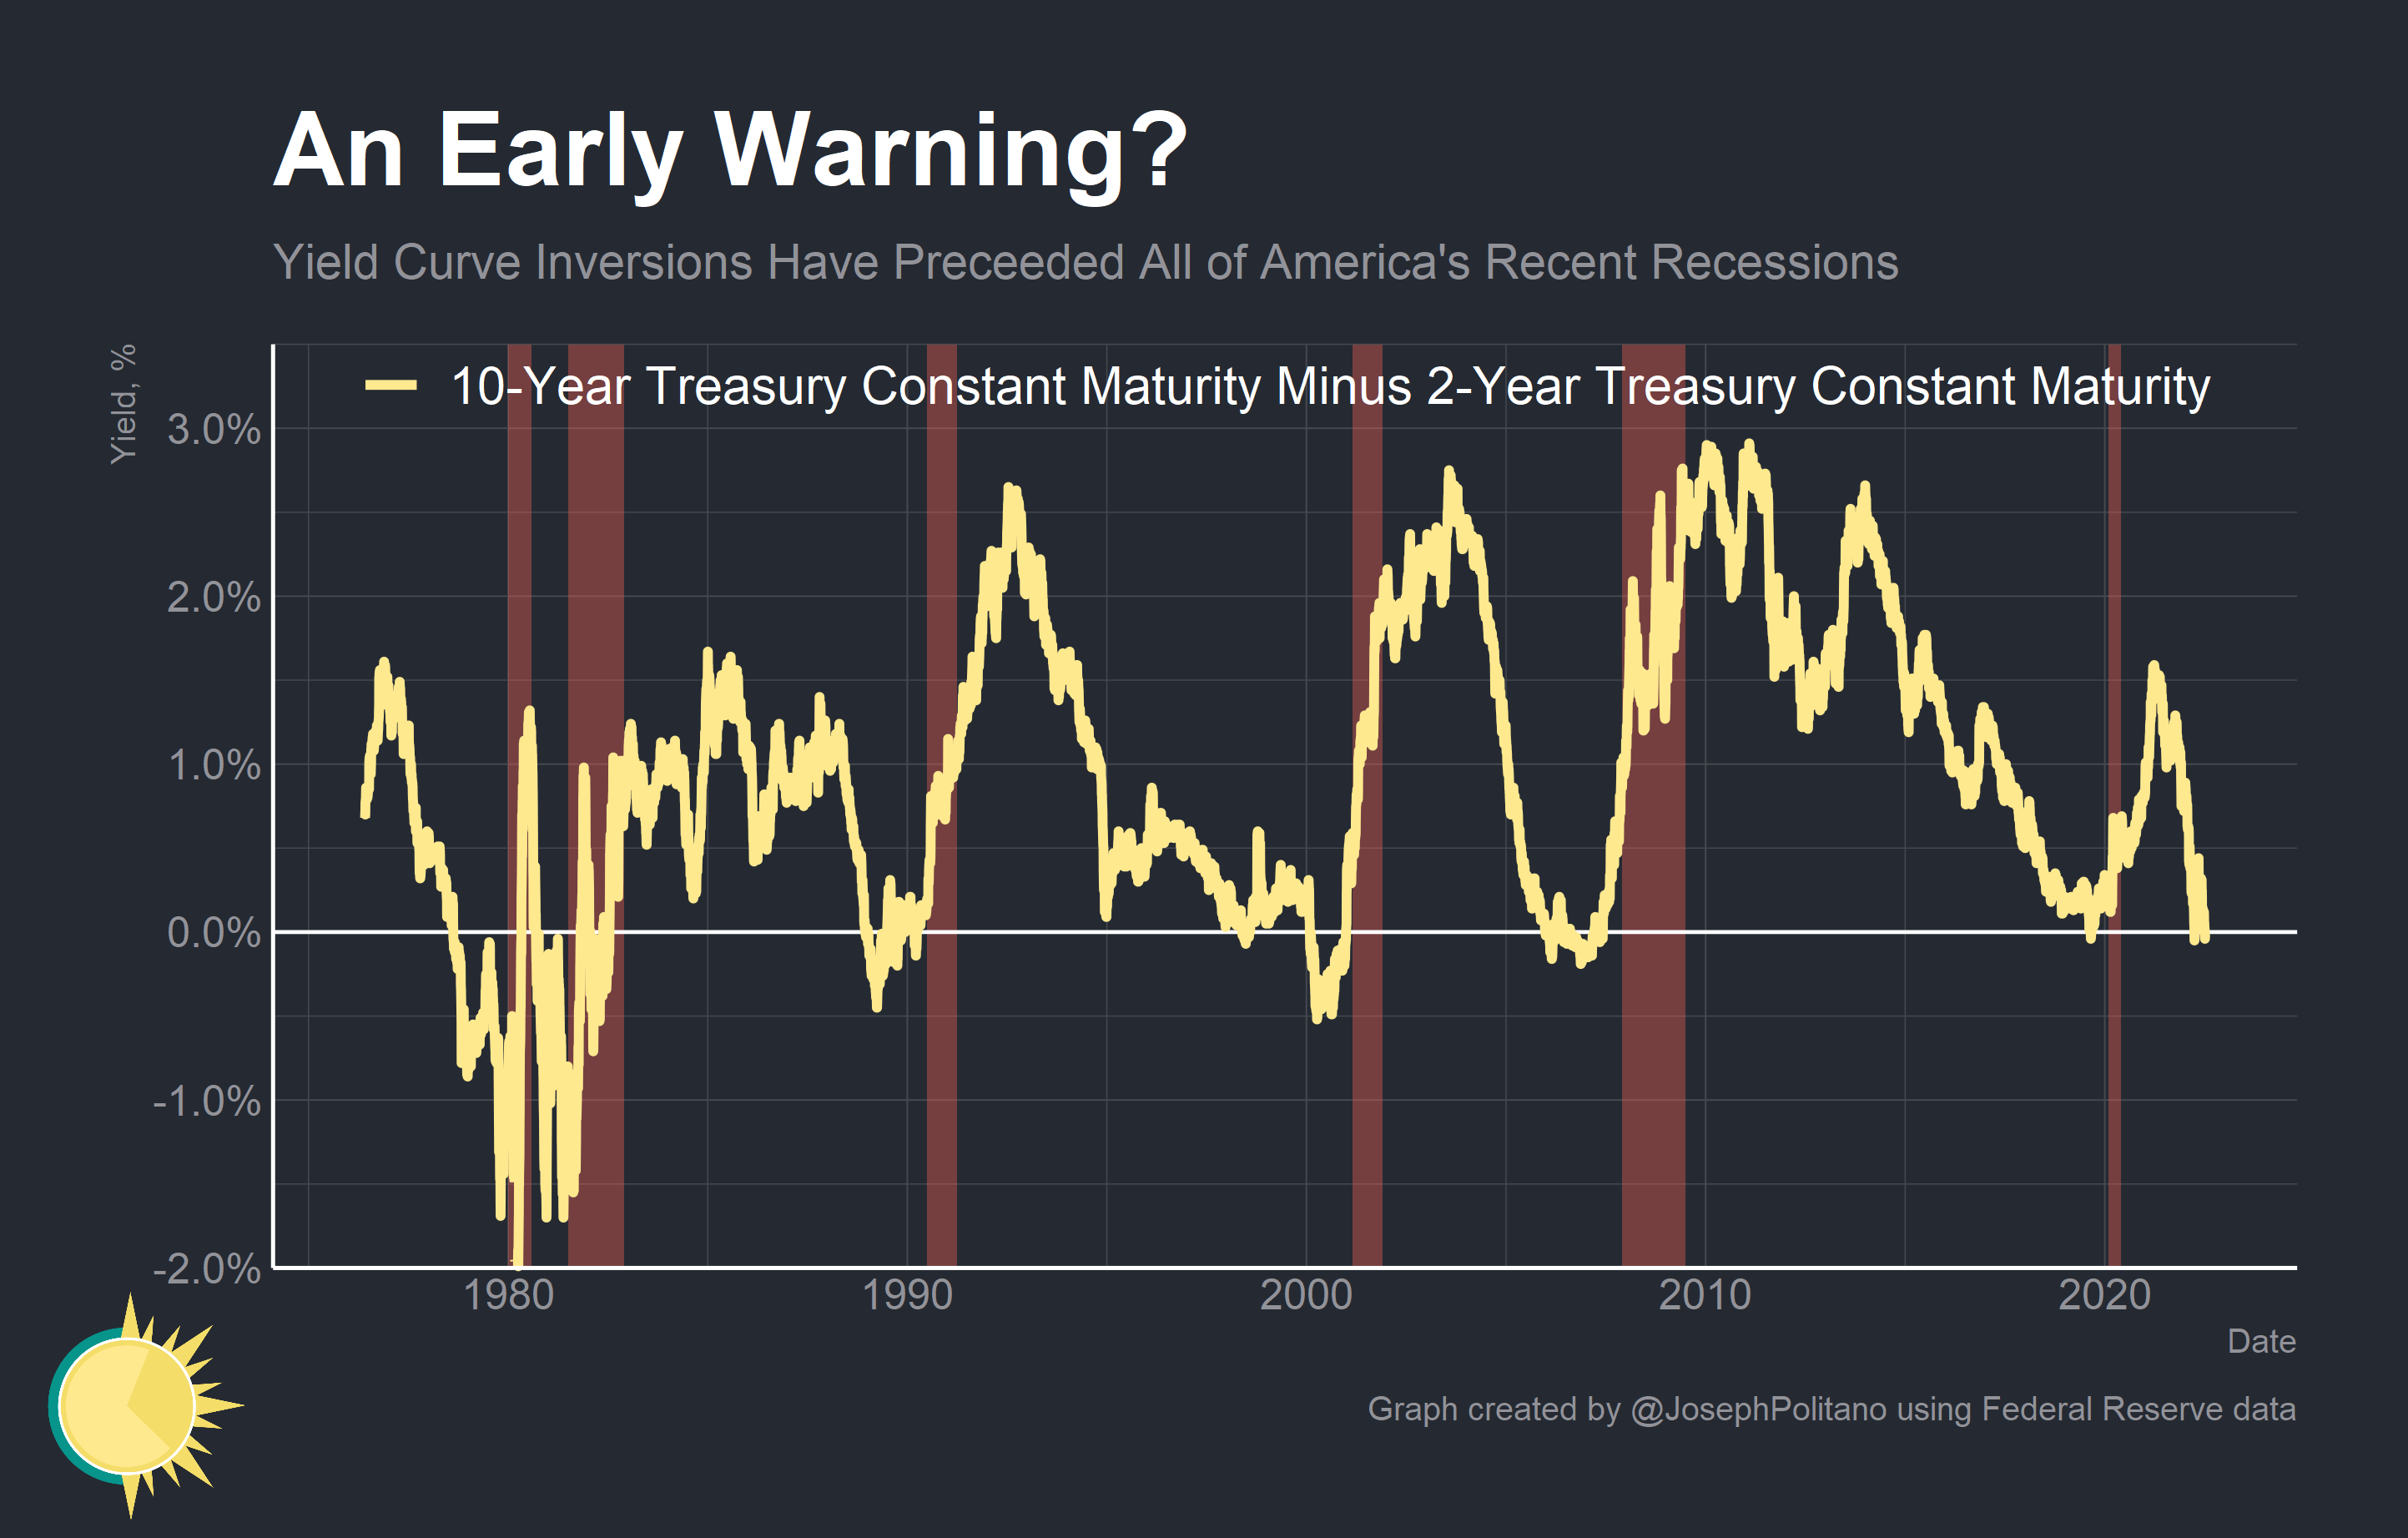 An Early Warning?
Yield Curve Inversions Have Preceeded All of America's Recent Recessions
Yield, %
10-Year Treasury Constant Maturity Minus 2-Year Treasury Constant Maturity
3.0%
2.0%
1.0%
0.0%
-1.0%
-2.0%
1980 1990 2000 2010 2020
Date
Graph created by @JosephPolitano using Federal Reserve data